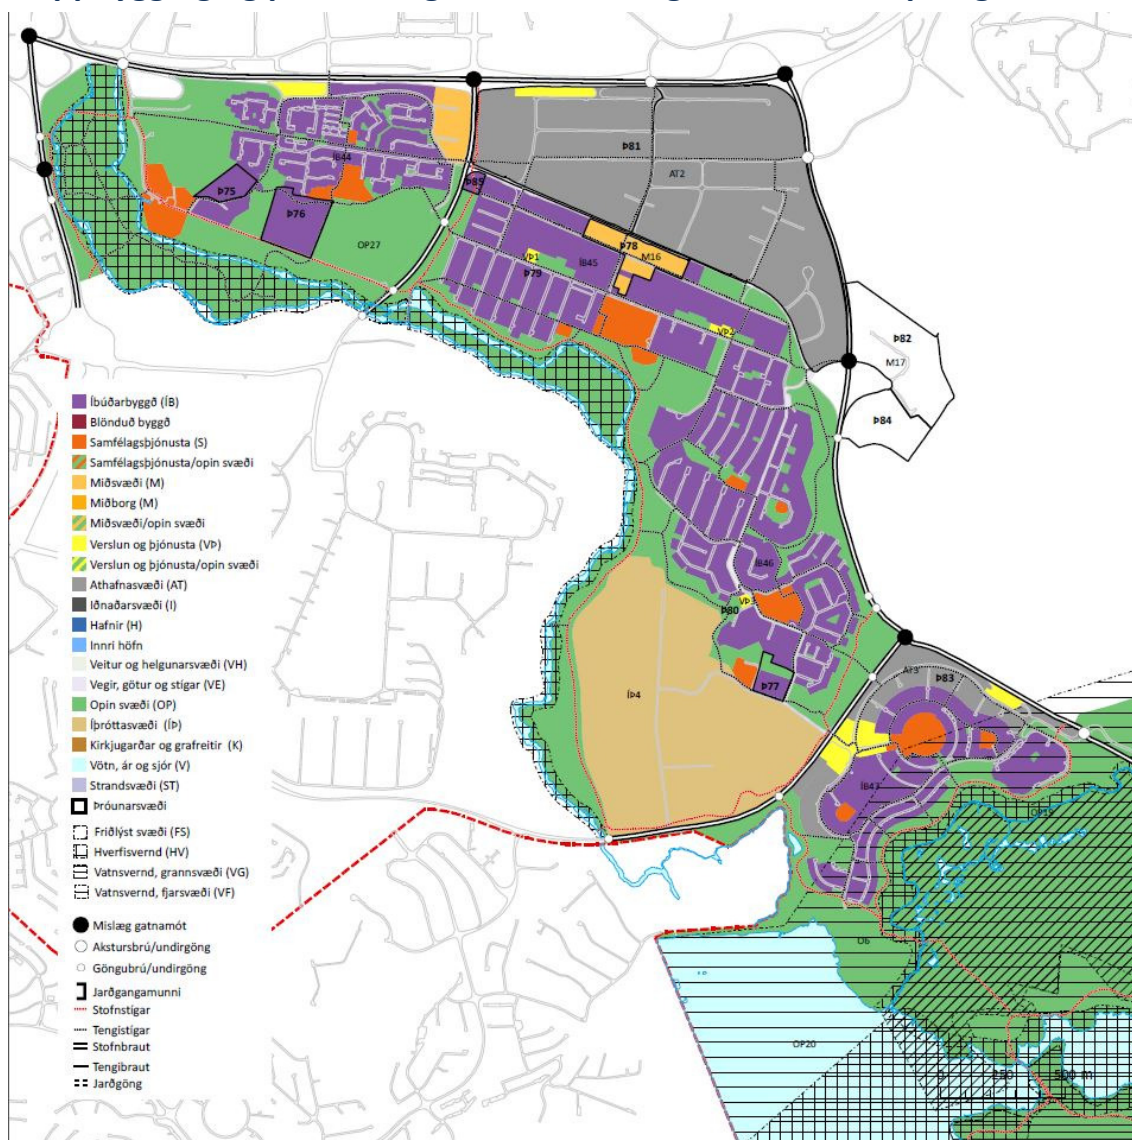 Þ81
ÍB44
AT2
Þ85
Þ75
Þ76
OP27
Þ78
M16
VÞ1
ÍB45
Þ79
VÞ2
Þ82
M17
Þ84
Íbúðarbyggð (ÍB)
Blönduð byggð
Samfélagsþjónusta (S)
Samfélagsþjónusta/opin svæði
Miðsvæði (M)
Miðborg (M)
Miðsvæði/opin svæði
Verslun og þjónusta (VÞ)
Verslun og þjónusta/opin svæði
Athafnasvæði (AT)
Iðnaðarsvæði (I)
Hafnir (H)
Innri höfn
Veitur og helgunarsvæði (VH)
Vegir, götur og stígar (VE)
Opin svæði (OP)
Íþróttasvæði (ÍÞ)
Kirkjugarðar og grafreitir (K)
Vötn, ár og sjór (V)
Strandsvæði (ST)
Þróunarsvæði
Friðlýst svæði (FS)
Hverfisvernd (HV)
Vatnsvernd, grannsvæði (VG)
Vatnsvernd, fjarsvæði (VF)
Mislæg gatnamót
Akstursbrú/undirgöng
Göngubrú/undirgöng
Jarðgangamunni
Stofnstígar
Tengistígar
Stofnbraut
Tengibraut
Jarðgöng
ÍB46
VÞ3
Þ80
Þ77
ÍÞ4
AT3
Þ83
ÍB43
OP15
Ó6
OP20
0 250 500 m